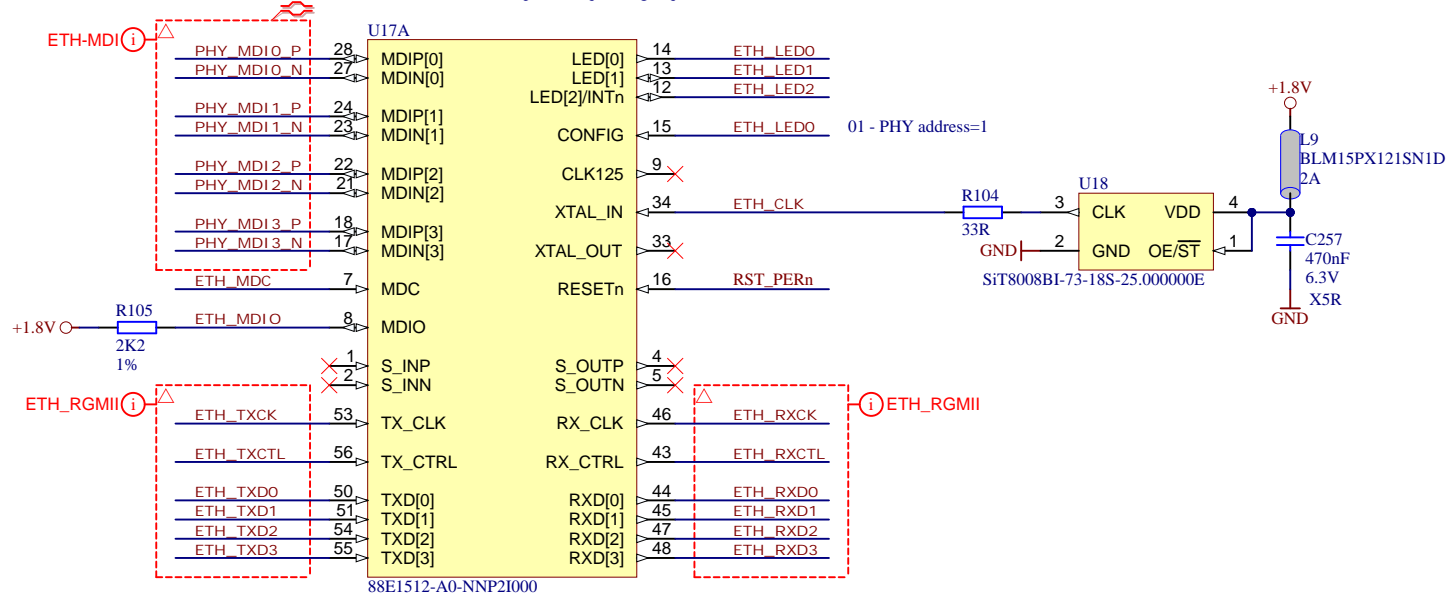 ETH-MDI
U17A
PHY_MDI0_P 28 MDIP[0] LED[0] 14 ETH_LED0
PHY_MDI0_N 27 MDIN[0] LED[1] 13 ETH_LED1
LED[2]/INTn 12 ETH_LED2
PHY_MDI1_P 24 MDIP[1]
PHY_MDI1_N 23 MDIN[1] CONFIG 15 ETH_LED0 01 - PHY address=1
PHY_MDI2_P 22 MDIP[2] CLK125 9
PHY_MDI2_N 21 MDIN[2]
XTAL_IN 34 ETH_CLK
PHY_MDI3_P 18 MDIP[3]
PHY_MDI3_N 17 MDIN[3] XTAL_OUT 33
ETH_MDC 7 MDC RESETn 16 RST_PERn
+1.8V R105 ETH_MDIO 8 MDIO
2K2
1%
1 S_INP S_OUTP 4
2 S_INN S_OUTN 5
ETH_RGMII
ETH_RGMII
ETH_TXCK 53 TX_CLK RX_CLK 46 ETH_RXCK
ETH_TXCTL 56 TX_CTRL RX_CTRL 43 ETH_RXCTL
ETH_TXD0 50 TXD[0] RXD[0] 44 ETH_RXD0
ETH_TXD1 51 TXD[1] RXD[1] 45 ETH_RXD1
ETH_TXD2 54 TXD[2] RXD[2] 47 ETH_RXD2
ETH_TXD3 55 TXD[3] RXD[3] 48 ETH_RXD3
88E1512-A0-NNP2I000
+1.8V
L9
BLM15PX121SN1D
2A
U18
R104
33R
3 CLK VDD 4
GND 2 GND OE/ST 1
SiT8008BI-73-18S-25.000000E
C257
470nF
6.3V
X5R
GND